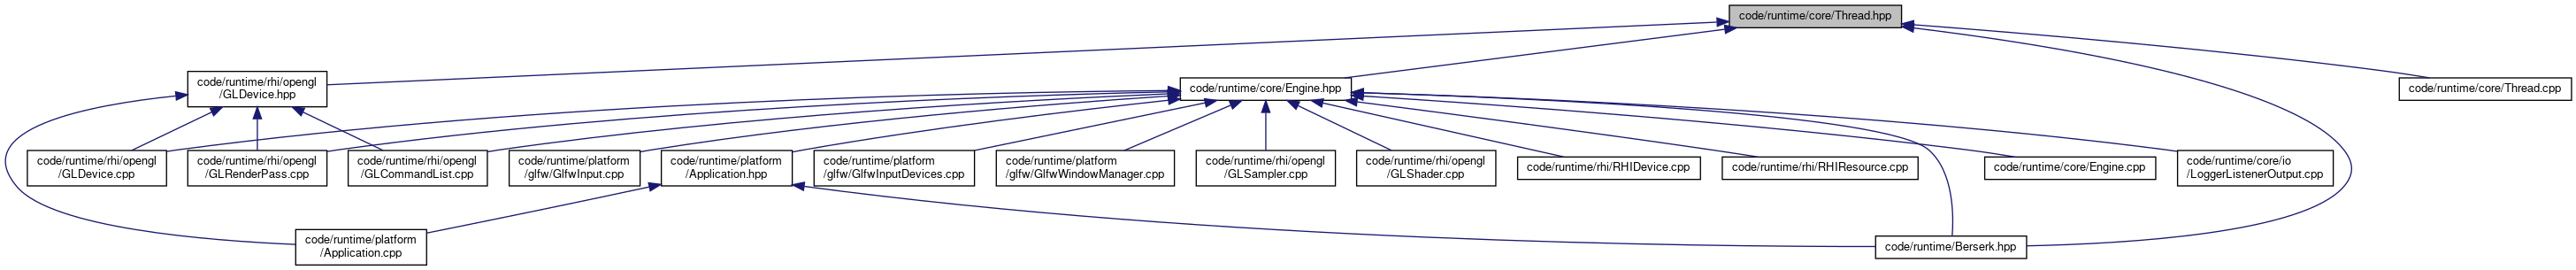 code/runtime/core/Thread.hpp
code/runtime/rhi/opengl
/GLDevice.hpp
code/runtime/core/Engine.hpp
code/runtime/core/Thread.cpp
code/runtime/rhi/opengl
/GLDevice.cpp
code/runtime/rhi/opengl
/GLRenderPass.cpp
code/runtime/rhi/opengl
/GLCommandList.cpp
code/runtime/platform
/glfw/GlfwInput.cpp
code/runtime/platform
/Application.hpp
code/runtime/platform
/glfw/GlfwInputDevices.cpp
code/runtime/platform
/glfw/GlfwWindowManager.cpp
code/runtime/rhi/opengl
/GLSampler.cpp
code/runtime/rhi/opengl
/GLShader.cpp
code/runtime/rhi/RHIDevice.cpp
code/runtime/rhi/RHIResource.cpp
code/runtime/core/Engine.cpp
code/runtime/core/io
/LoggerListenerOutput.cpp
code/runtime/platform
/Application.cpp
code/runtime/Berserk.hpp